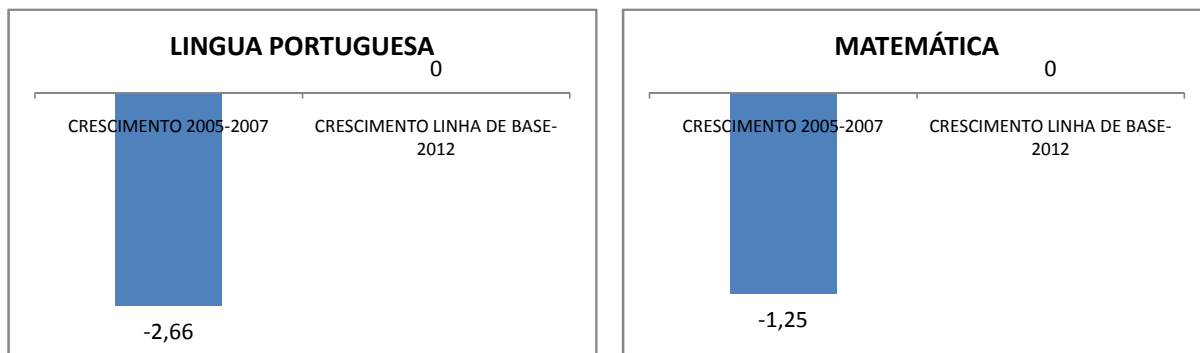 LINGUA PORTUGUESA
0
CRESCIMENTO 2005-2007
CRESCIMENTO LINHA DE BASE-
2012
-2,66
MATEMÁTICA
0
CRESCIMENTO 2005-2007
CRESCIMENTO LINHA DE BASE-
2012
-1,25